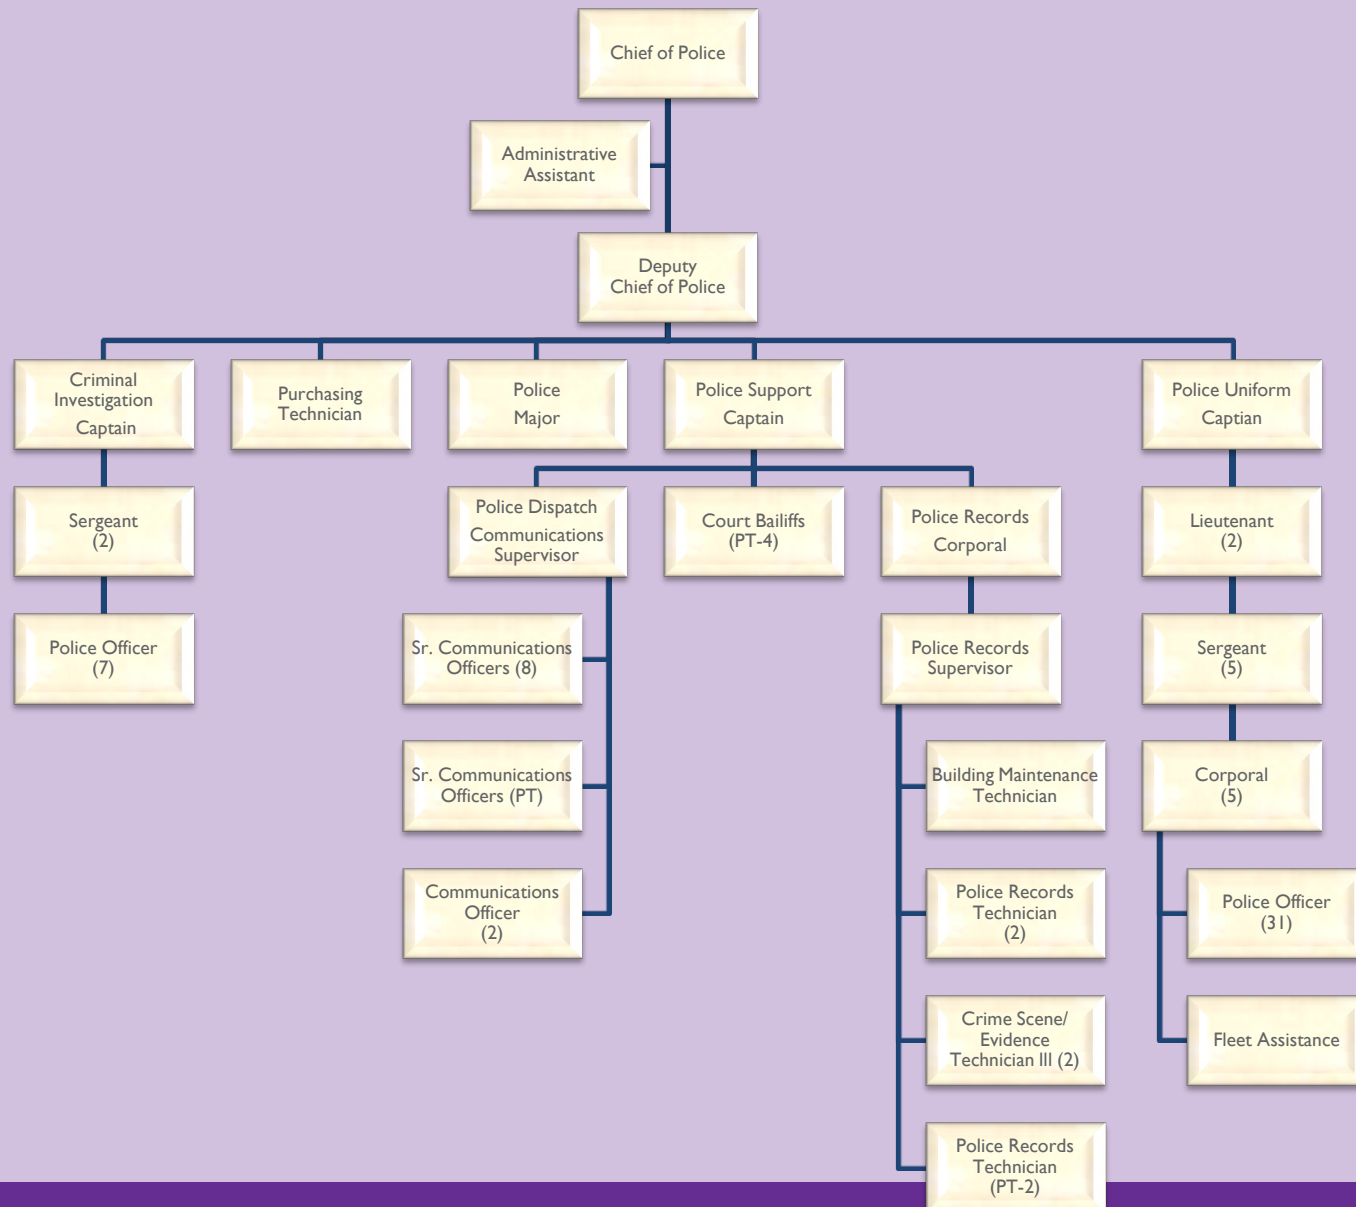 Chief of Police
Administrative
Assistant
Deputy
Chief of Police
Criminal
Investigation
Captain
Purchasing
Technician
Police
Major
Police Support
Captain
Police Uniform
Captian
Sergeant
(2)
Police Dispatch
Communications
Supervisor
Court Bailiffs
(PT-4)
Police Records
Corporal
Lieutenant
(2)
Police Officer
(7)
Sr. Communications
Officers (8)
Police Records
Supervisor
Sergeant
(5)
Sr. Communications
Officers (PT)
Building Maintenance
Technician
Corporal
(5)
Communications
Officer
(2)
Police Records
Technician
(2)
Police Officer
(31)
Crime Scene/
Evidence
Technician III (2)
Fleet Assistance
Police Records
Technician
(PT-2)